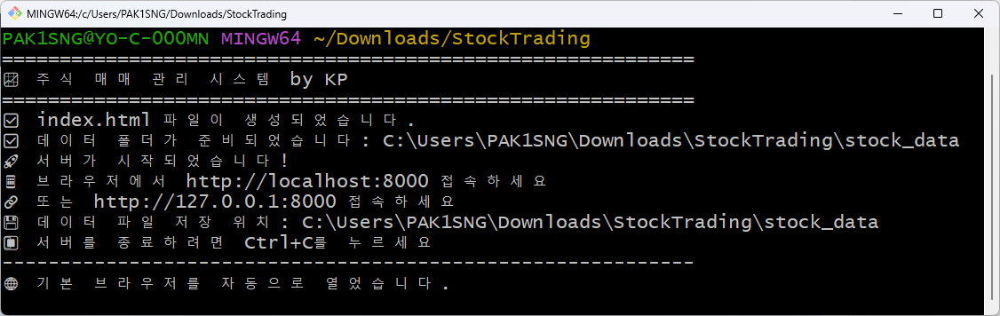 MINGW64:/c/Users/PAK1SNG/Downloads/StockTrading
PAK1SNG@YO-C-000MN MINGW64 ~/Downloads/StockTrading
============================================================
주식 매매 관리 시스템 by KP
============================================================
index.html 파일이 생성되었습니다.
데이터 폴더가 준비되었습니다: C:\Users\PAK1SNG\Downloads\StockTrading\stock_data
서버가 시작되었습니다!
브라우저에서 http://localhost:8000 접속하세요
또는 http://127.0.0.1:8000 접속하세요
데이터 파일 저장 위치: C:\Users\PAK1SNG\Downloads\StockTrading\stock_data
서버를 종료하려면 Ctrl+C를 누르세요
------------------------------------------------------------
기본 브라우저를 자동으로 열었습니다.